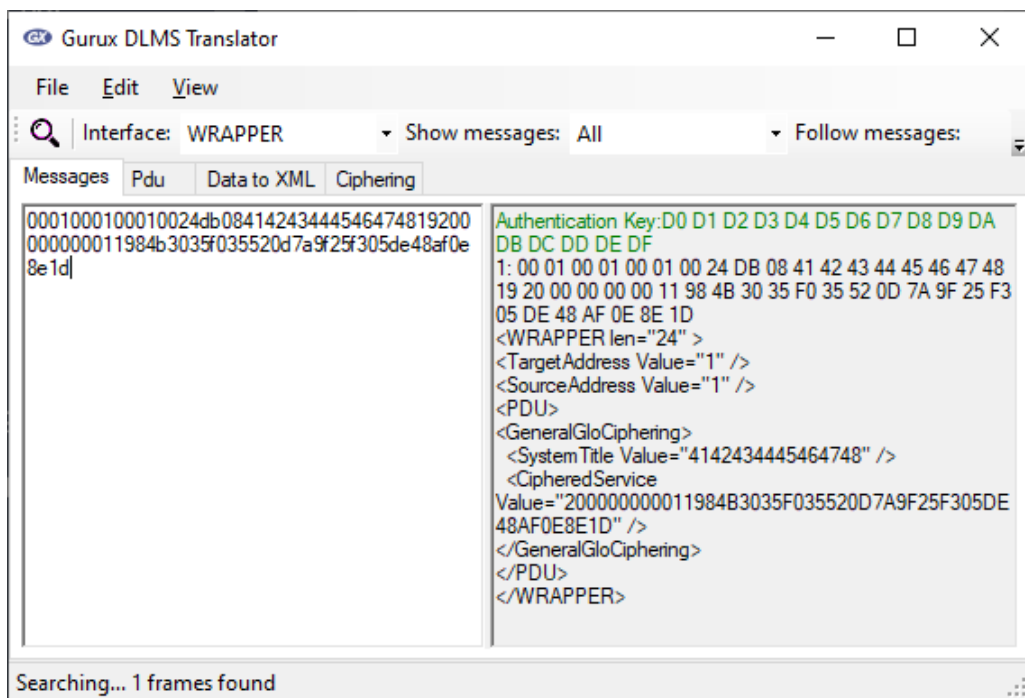 Gurux DLMS Translator
File Edit View
Interface: WRAPPER Show messages: All Follow messages:
Messages Pdu Data to XML Ciphering
0001000100010024db0841424344454647481920​0
000000011984b3035f035520d7a9f25f305de48af0e
8e1d
Authentication Key:D0 D1 D2 D3 D4 D5 D6 D7 D8 D9 DA
DB DC DD DE DF
1: 00 01 00 01 00 01 00 24 DB 08 41 42 43 44 45 46 47 48
19 20 00 00 00 00 11 98 4B 30 35 F0 35 52 0D 7A 9F 25 F3
05 DE 48 AF 0E 8E 1D
<WRAPPER len="24" >
<TargetAddress Value="1" />
<SourceAddress Value="1" />
<PDU>
<GeneralGloCiphering>
<SystemTitle Value="4142434445464748" />
<CipheredService
Value="200000000011984B3035F035520D7A9F25F305DE
48AF0E8E1D" />
</GeneralGloCiphering>
</PDU>
</WRAPPER>
Searching... 1 frames found